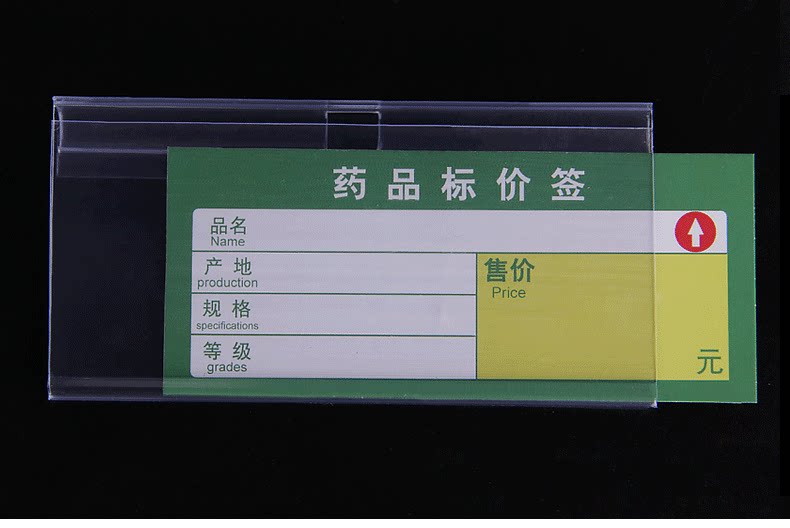 药品标价签
品名
Name
产地
production
售价
Price
规格
specifications
等级
grades
元